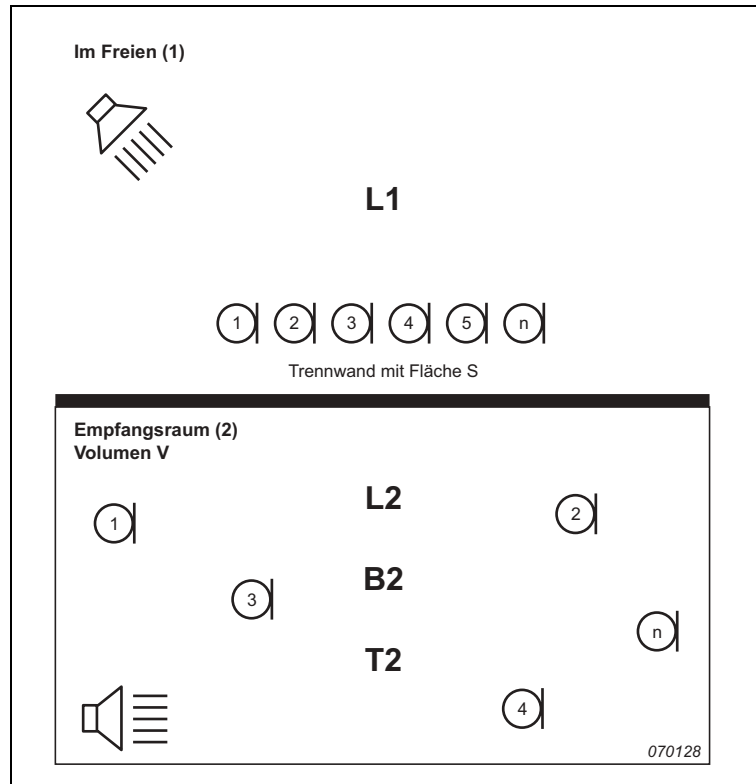 Im Freien (1)
L1
1 2 3 4 5 n
Trennwand mit Fläche S
Empfangsraum (2)
Volumen V
L2
1
2
B2
3
n
T2
4
070128